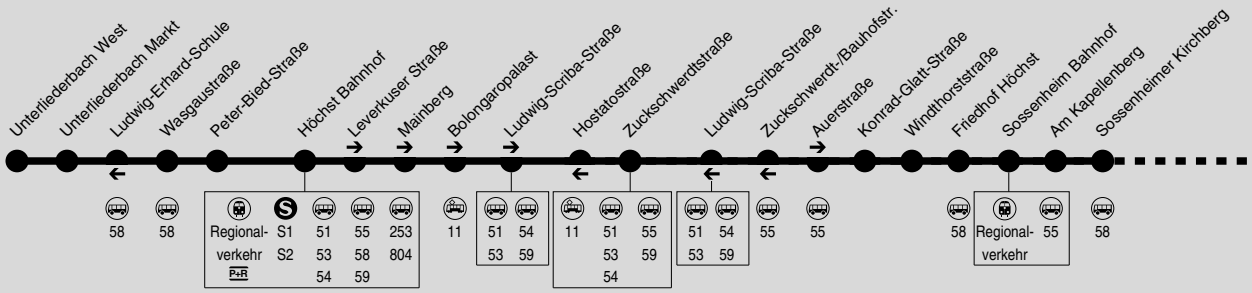 Unterliederbach West
Unterliederbach Markt
Ludwig-Erhard-Schule
Wasgaustraße
Peter-Bied-Straße
Höchst Bahnhof
Leverkuser Straße
Mainberg
Bolongaropalast
Ludwig-Scriba-Straße
Hostatostraße
Zuckschwerdtstraße
Ludwig-Scriba-Straße
Zuckschwerdt-/Bauhofstr.
Auerstraße
Konrad-Glatt-Straße
Windthorststraße
Friedhof Höchst
Sossenheim Bahnhof
Am Kapellenberg
Sossenheimer Kirchberg
58
58
Regional- S1 51 55 253
verkehr S2 53 58 804
P+R 54 59
11
51 54
53 59
11 51 55
53 59
54
51 54
53 59
55
55
58
Regional- 55
verkehr
58